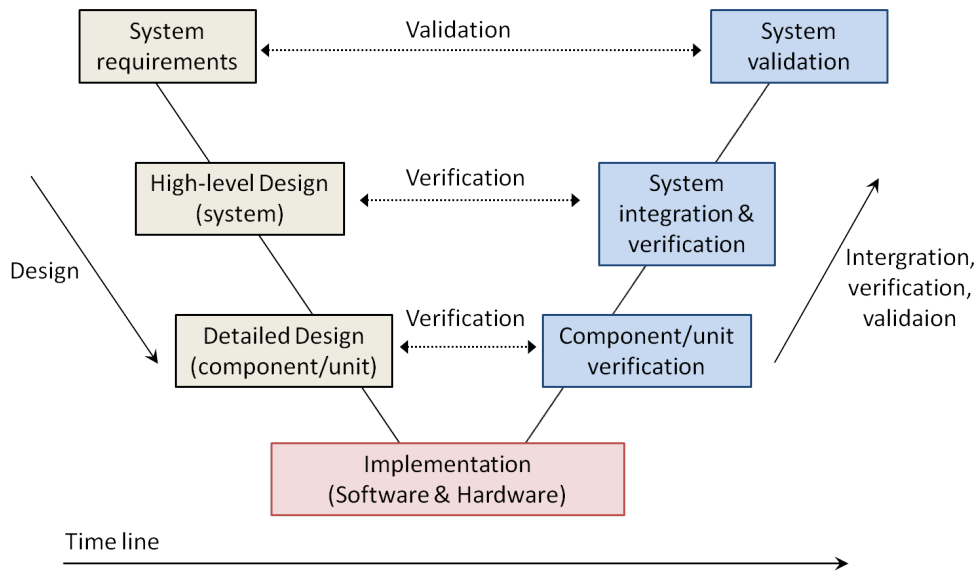 System
requirements
Validation
System
validation
High-level Design
(system)
Verification
System
integration &
verification
Design
Intergration,
verification,
validaion
Detailed Design
(component/unit)
Verification
Component/unit
verification
Implementation
(Software & Hardware)
Time line